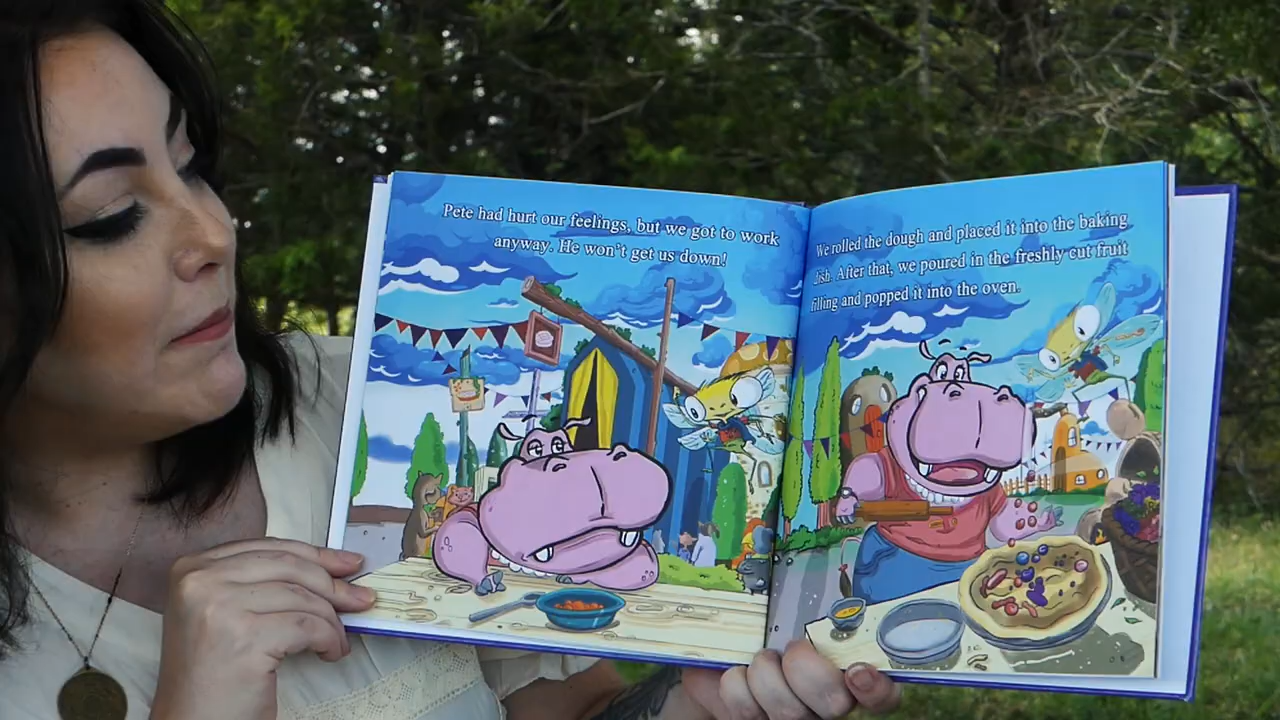 Pete had hurt our feelings, but we got to work
anyway. He won't get us down!
We rolled the dough and placed it into the baking
dish. After that, we poured in the freshly cut fruit
filling and popped it into the oven.